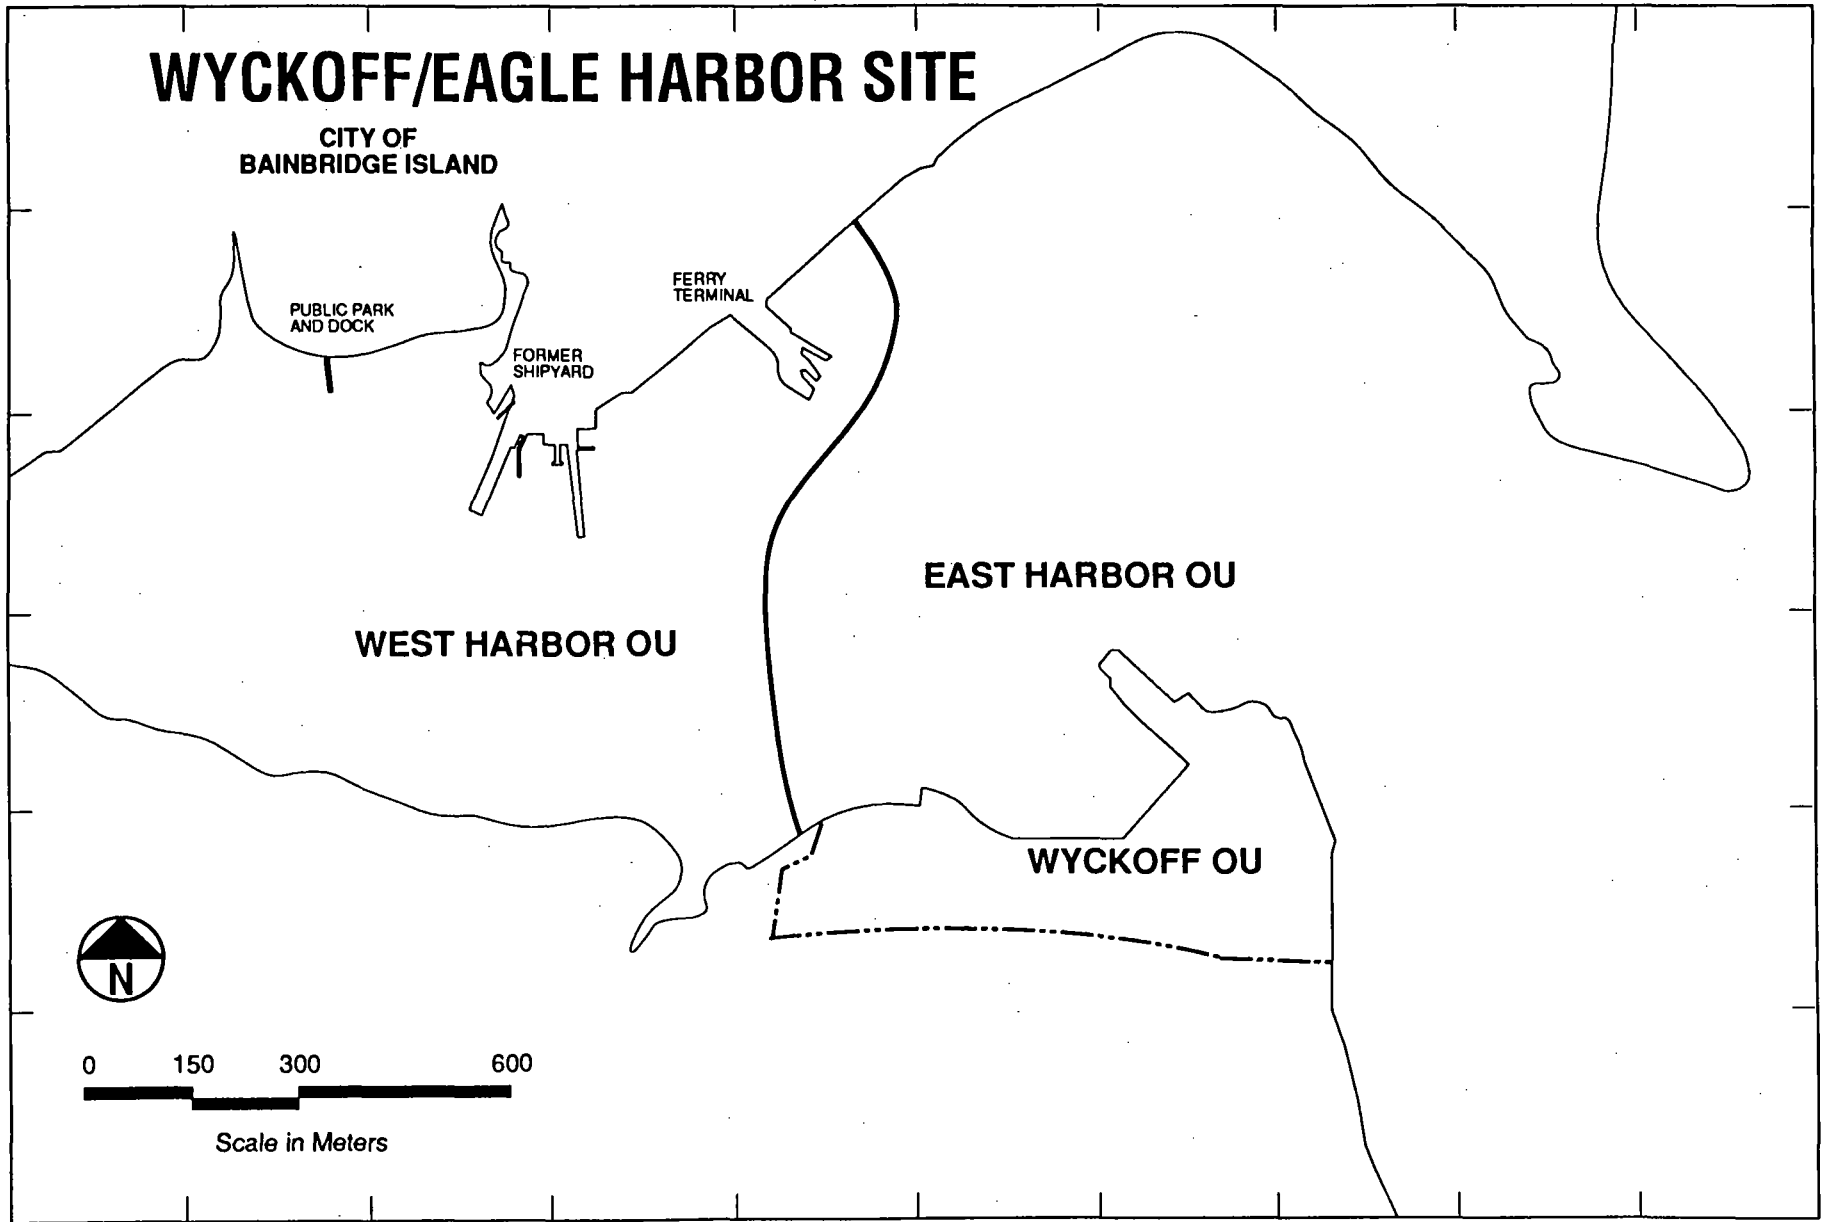 WYCKOFF/EAGLE HARBOR SITE
CITY OF
BAINBRIDGE ISLAND
FERRY
TERMINAL
PUBLIC PARK
AND DOCK
FORMER
SHIPYARD
EAST HARBOR OU
WEST HARBOR OU
WYCKOFF OU
N
0 150 300 600
Scale in Meters